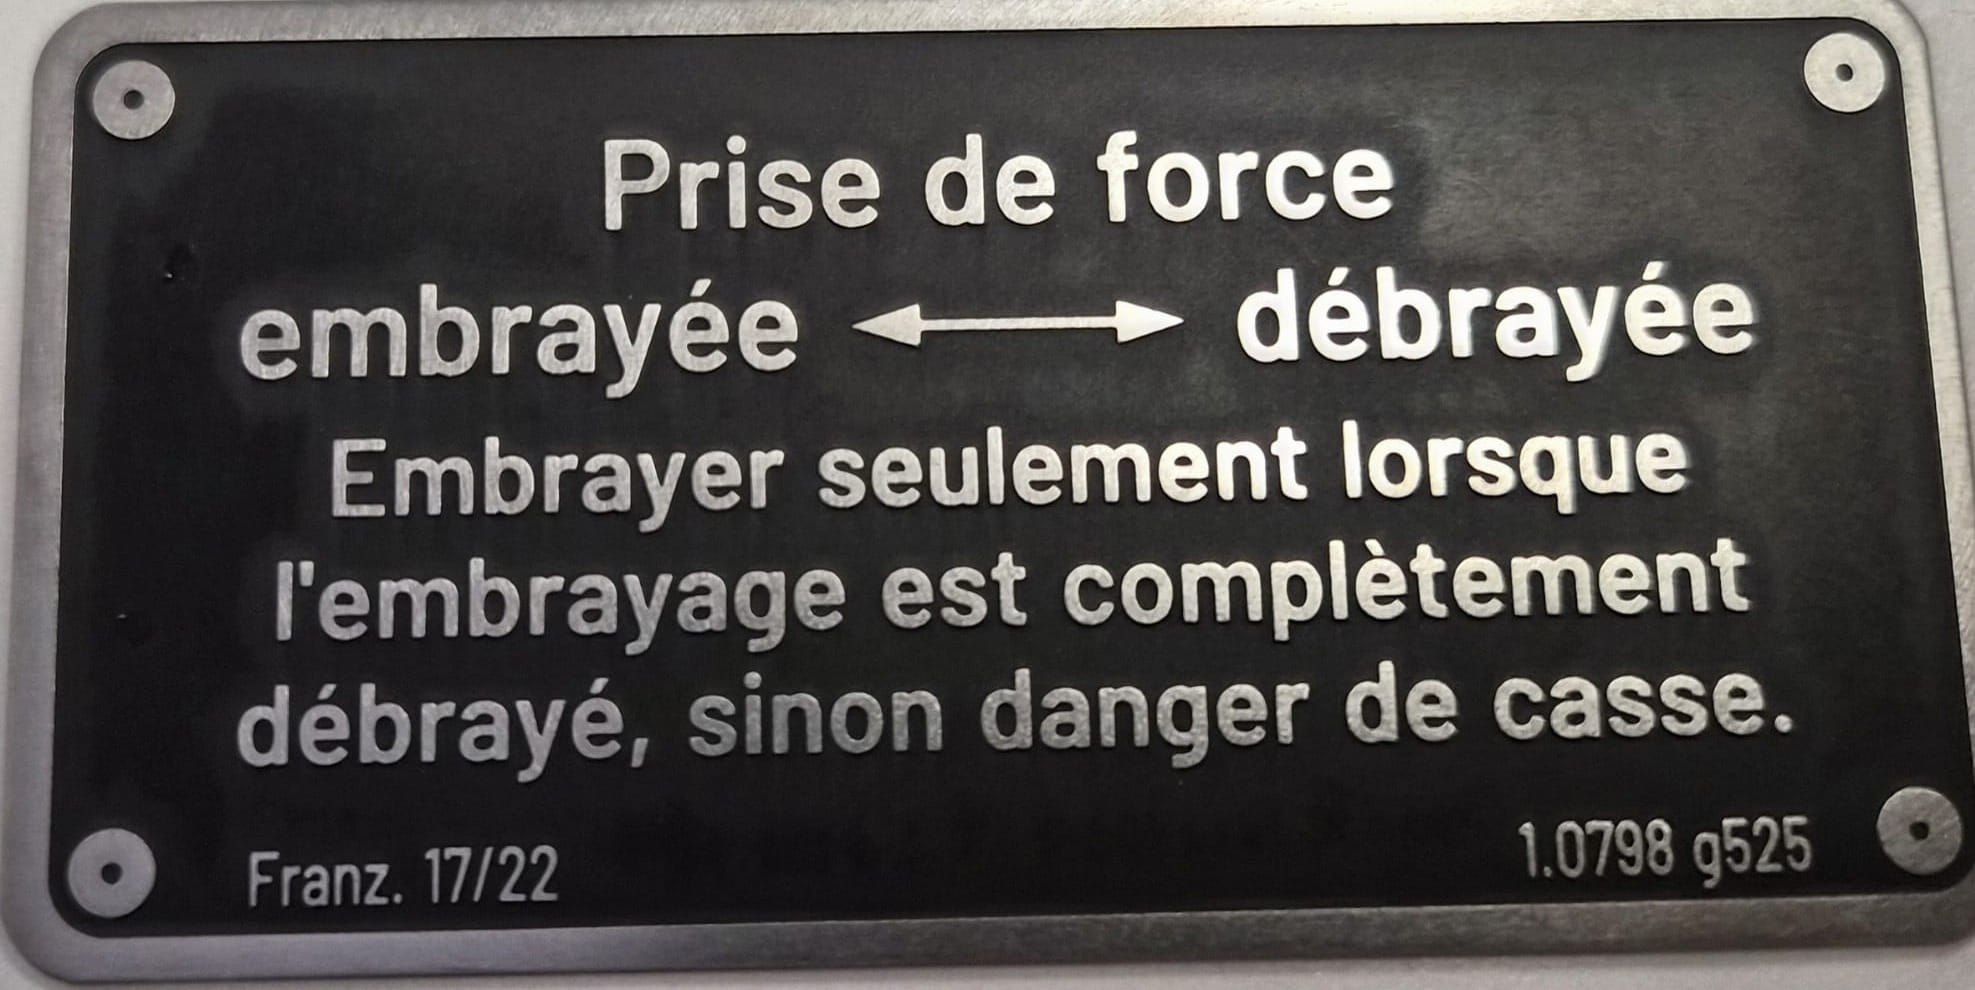 Prise de force
embrayée ⟷ débrayée
Embrayer seulement lorsque
l'embrayage est complètement
débrayé, sinon danger de casse.
Franz. 17/22
1.0798 g525